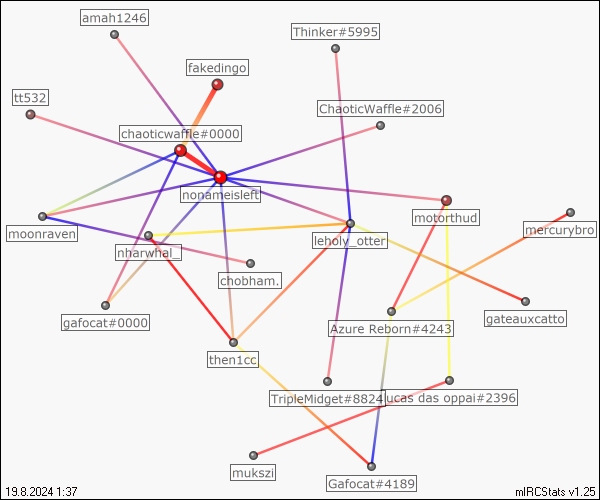 amah1246
Thinker#5995
fakedingo
tt532
ChaoticWaffle#2006
chaoticwaffle#0000
nonameisleft
motorthud
mercurybro
moonraven
nharwhal_
leholy_otter
chobham.
gafocat#0000
Azure Reborn#4243
gateauxcatto
then1cc
TripleMidget#8824
lucas das oppai#2396
mukszi
Gafocat#4189
19.8.2024 1:37
mIRCStats v1.25